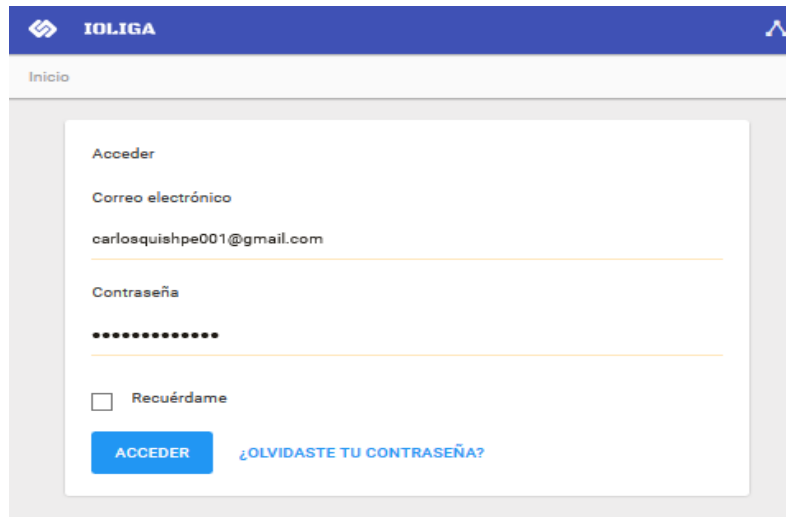 IOLIGA
Inicio
Acceder
Correo electrónico
carlosquishpe001@gmail.com
Contraseña
•••••••••••••
Recuérdame
ACCEDER ¿OLVIDASTE TU CONTRASEÑA?